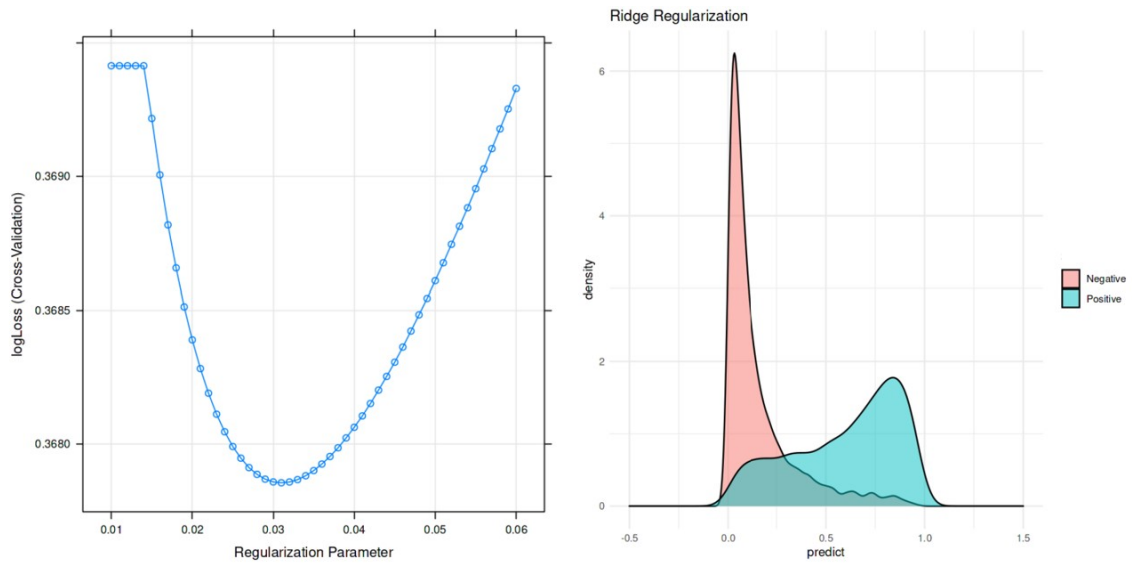 logLoss (Cross-Validation)
0.3690
0.3685
0.3680
0.01 0.02 0.03 0.04 0.05 0.06
Regularization Parameter
Ridge Regularization
density
6
4
2
0
-0.5 0.0 0.5 1.0 1.5
predict
Negative
Positive